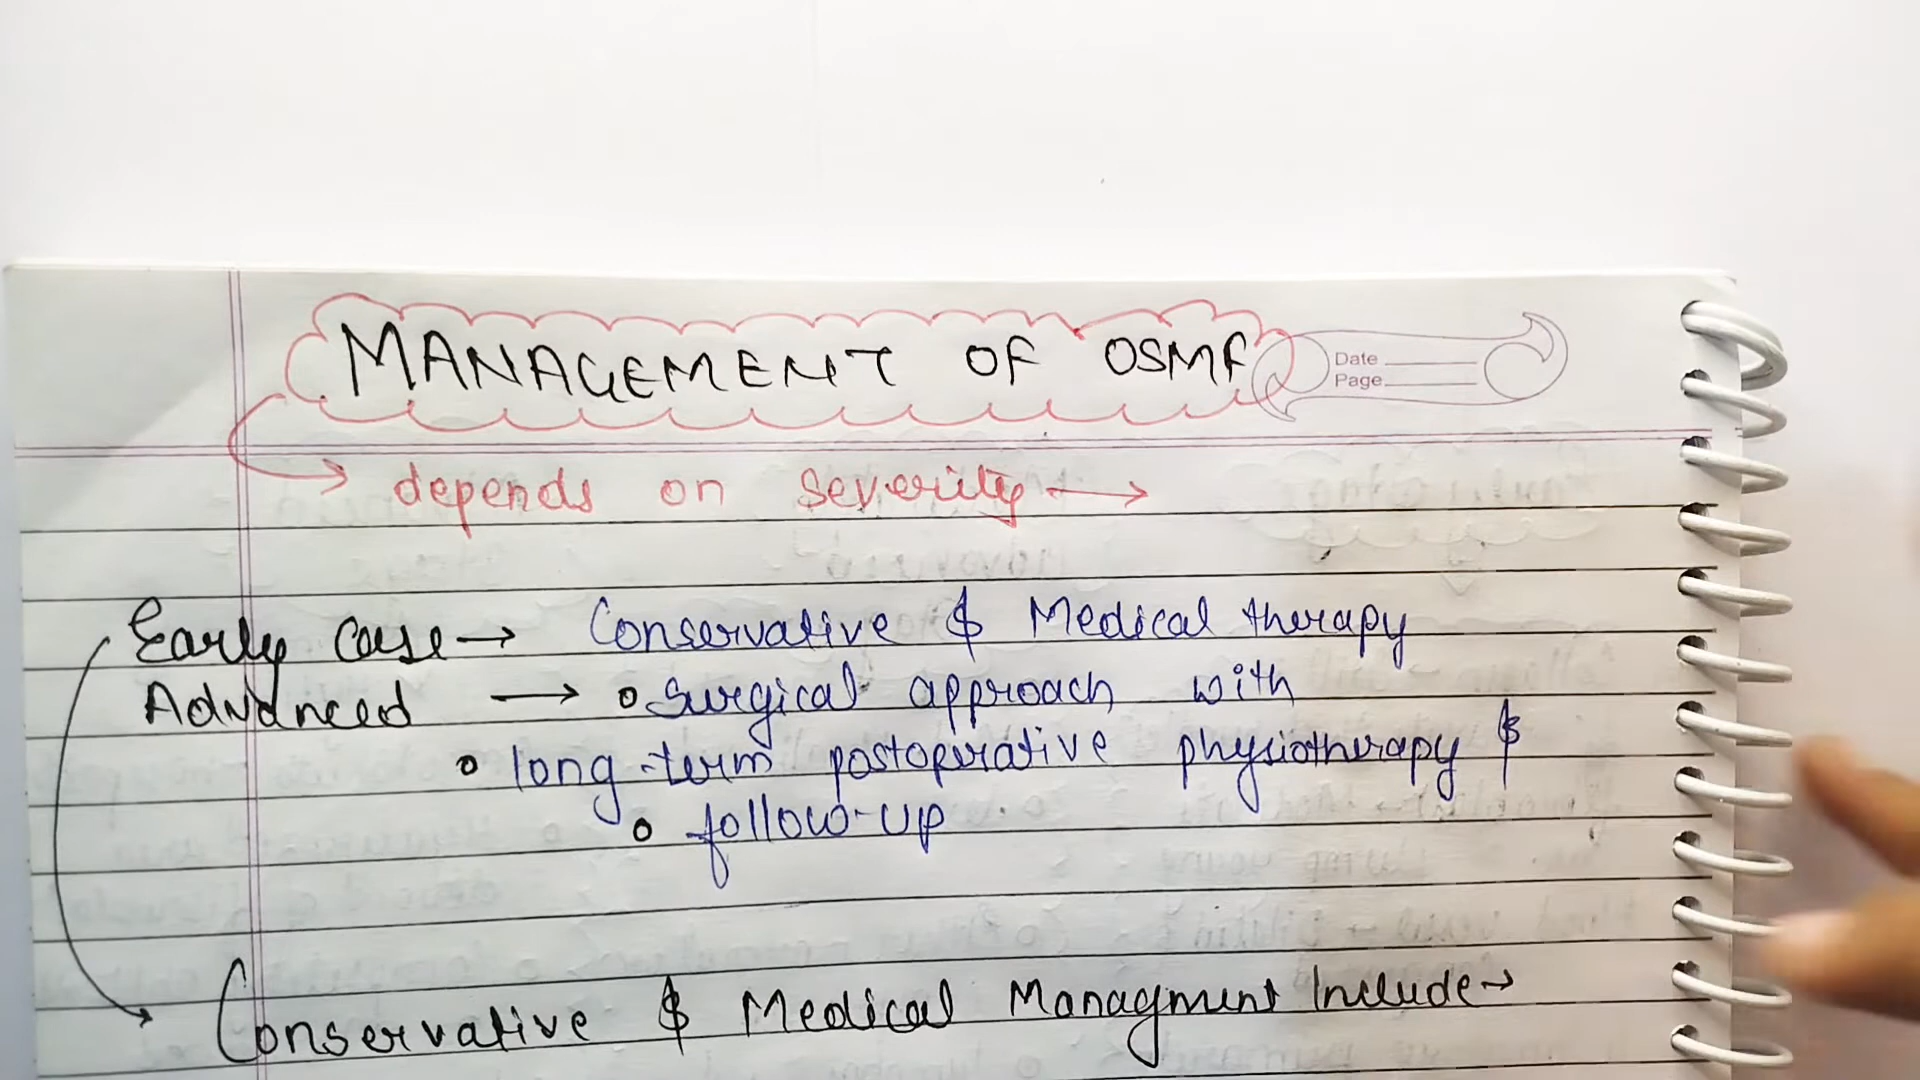 MANAGEMENT OF OSMF
Date
Page
depends on severity →
Early case → Conservative & Medical therapy
Advanced → o surgical approach with
o long-term postoperative physiotherapy &
o follow-up
Conservative & Medical Managment Include →